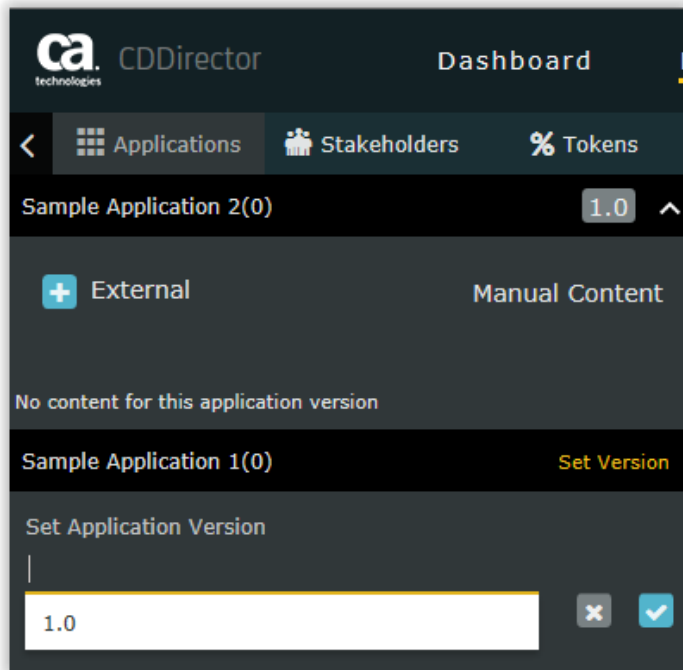 ca.
technologies
CDDirector
Dashboard
Applications
Stakeholders
% Tokens
Sample Application 2(0)
1.0
External
Manual Content
No content for this application version
Sample Application 1(0)
Set Version
Set Application Version
1.0